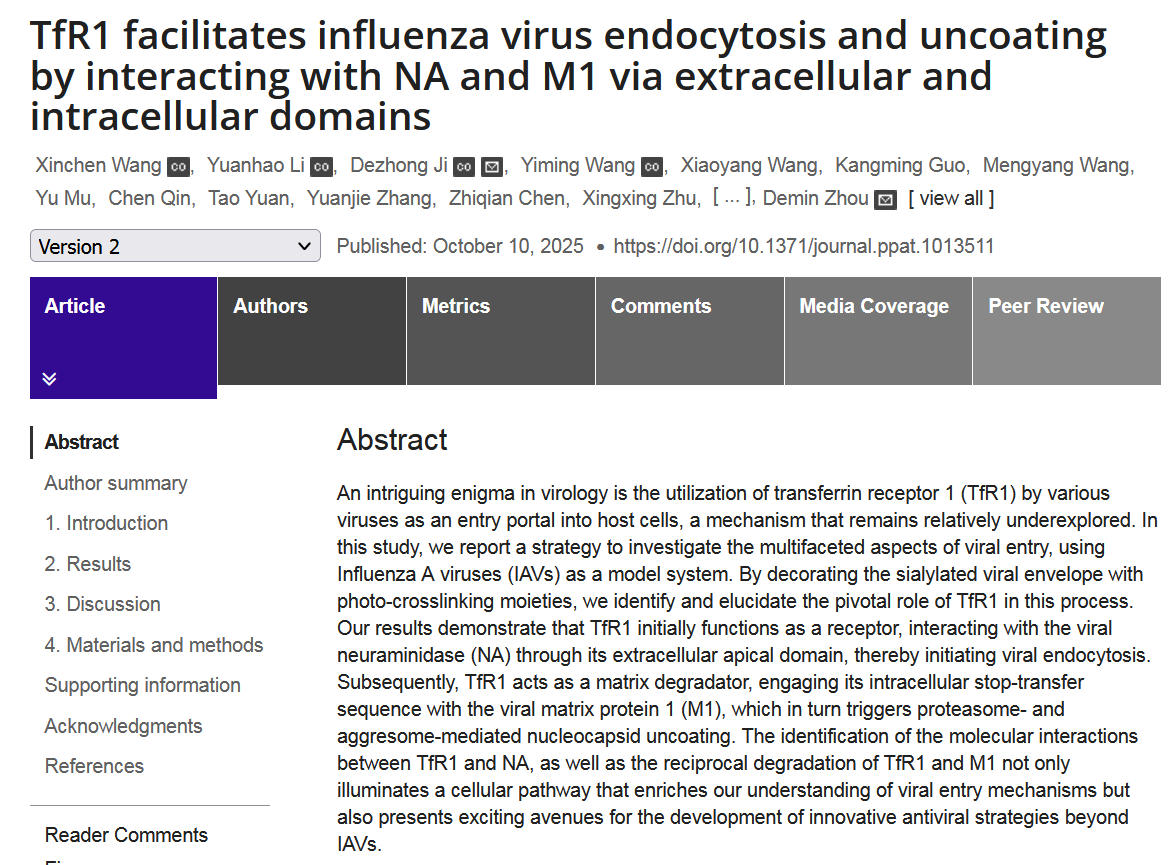 TfR1 facilitates influenza virus endocytosis and uncoating
by interacting with NA and M1 via extracellular and
intracellular domains
Xinchen Wang co, Yuanhao Li co, Dezhong Ji co, Yiming Wang co, Xiaoyang Wang, Kangming Guo, Mengyang Wang,
Yu Mu, Chen Qin, Tao Yuan, Yuanjie Zhang, Zhiqian Chen, Xingxing Zhu, [ ... ], Demin Zhou [ view all ]
Version 2 Published: October 10, 2025 • https://doi.org/10.1371/journal.ppat.1013511
Article Authors Metrics Comments Media Coverage Peer Review
Abstract
Author summary
1. Introduction
2. Results
3. Discussion
4. Materials and methods
Supporting information
Acknowledgments
References
Reader Comments
Abstract
An intriguing enigma in virology is the utilization of transferrin receptor 1 (TfR1) by various
viruses as an entry portal into host cells, a mechanism that remains relatively underexplored. In
this study, we report a strategy to investigate the multifaceted aspects of viral entry, using
Influenza A viruses (IAVs) as a model system. By decorating the sialylated viral envelope with
photo-crosslinking moieties, we identify and elucidate the pivotal role of TfR1 in this process.
Our results demonstrate that TfR1 initially functions as a receptor, interacting with the viral
neuraminidase (NA) through its extracellular apical domain, thereby initiating viral endocytosis.
Subsequently, TfR1 acts as a matrix degradator, engaging its intracellular stop-transfer
sequence with the viral matrix protein 1 (M1), which in turn triggers proteasome- and
aggresome-mediated nucleocapsid uncoating. The identification of the molecular interactions
between TfR1 and NA, as well as the reciprocal degradation of TfR1 and M1 not only
illuminates a cellular pathway that enriches our understanding of viral entry mechanisms but
also presents exciting avenues for the development of innovative antiviral strategies beyond
IAVs.